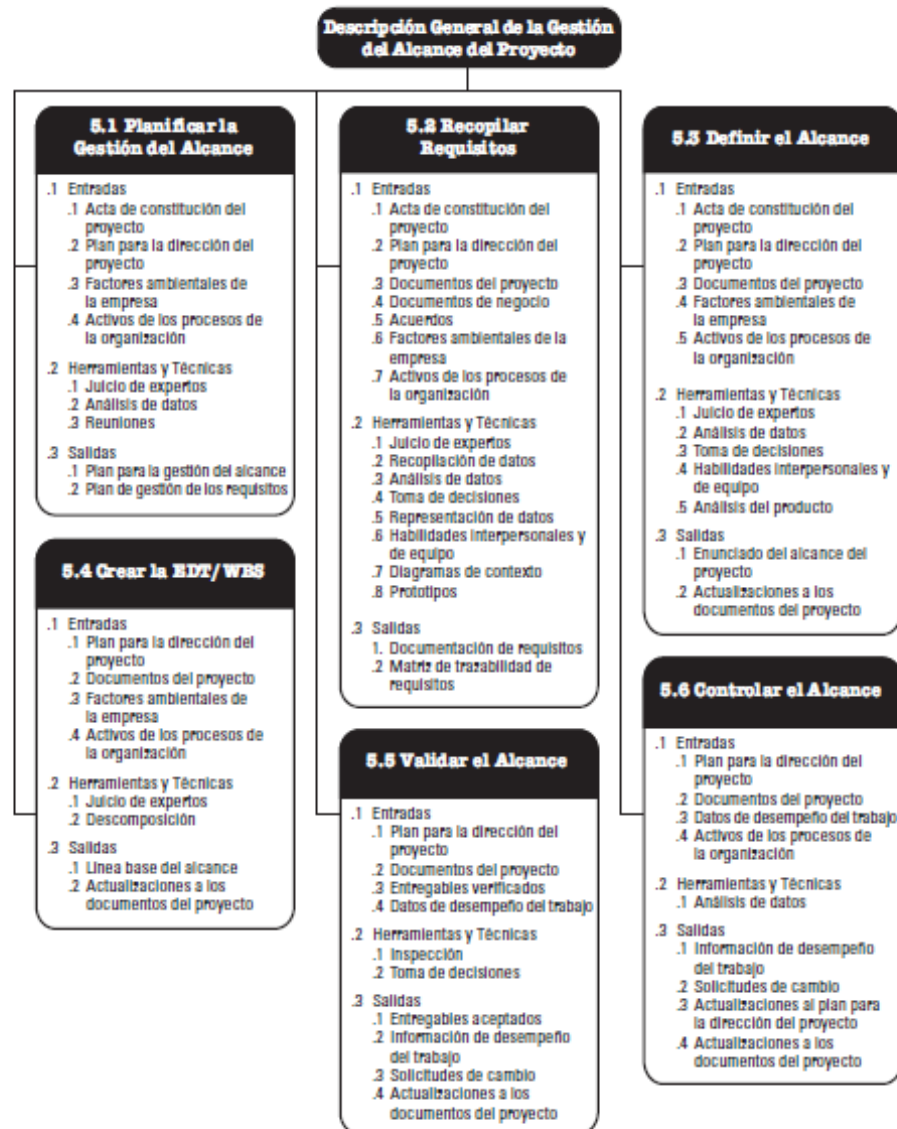 Descripción General de la Gestión
del Alcance del Proyecto
5.1 Planificar la
Gestión del Alcance
.1 Entradas
.1 Acta de constitución del
proyecto
.2 Plan para la dirección del
proyecto
.3 Factores ambientales de
la empresa
.4 Activos de los procesos de
la organización
.2 Herramientas y Técnicas
.1 Juicio de expertos
.2 Análisis de datos
.3 Reuniones
.3 Salidas
.1 Plan para la gestión del alcance
.2 Plan de gestión de los requisitos
5.2 Recopilar
Requisitos
.1 Entradas
.1 Acta de constitución del
proyecto
.2 Plan para la dirección del
proyecto
.3 Documentos del proyecto
.4 Documentos de negocio
.5 Acuerdos
.6 Factores ambientales de la
empresa
.7 Activos de los procesos de
la organización
.2 Herramientas y Técnicas
.1 Juicio de expertos
.2 Recopilación de datos
.3 Análisis de datos
.4 Toma de decisiones
.5 Representación de datos
.6 Habilidades interpersonales y
de equipo
.7 Diagramas de contexto
.8 Prototipos
.3 Salidas
1. Documentación de requisitos
.2 Matriz de trazabilidad de
requisitos
5.3 Definir el Alcance
.1 Entradas
.1 Acta de constitución del
proyecto
.2 Plan para la dirección del
proyecto
.3 Documentos del proyecto
.4 Factores ambientales de
la empresa
.5 Activos de los procesos de
la organización
.2 Herramientas y Técnicas
.1 Juicio de expertos
.2 Análisis de datos
.3 Toma de decisiones
.4 Habilidades interpersonales y
de equipo
.5 Análisis del producto
.3 Salidas
.1 Enunciado del alcance del
proyecto
.2 Actualizaciones a los
documentos del proyecto
5.4 Crear la EDT/WBS
.1 Entradas
.1 Plan para la dirección del
proyecto
.2 Documentos del proyecto
.3 Factores ambientales de
la empresa
.4 Activos de los procesos de
la organización
.2 Herramientas y Técnicas
.1 Juicio de expertos
.2 Descomposición
.3 Salidas
.1 Línea base del alcance
.2 Actualizaciones a los
documentos del proyecto
5.5 Validar el Alcance
.1 Entradas
.1 Plan para la dirección del
proyecto
.2 Documentos del proyecto
.3 Entregables verificados
.4 Datos de desempeño del trabajo
.2 Herramientas y Técnicas
.1 Inspección
.2 Toma de decisiones
.3 Salidas
.1 Entregables aceptados
.2 Información de desempeño
del trabajo
.3 Solicitudes de cambio
.4 Actualizaciones a los
documentos del proyecto
5.6 Controlar el Alcance
.1 Entradas
.1 Plan para la dirección del
proyecto
.2 Documentos del proyecto
.3 Datos de desempeño del trabajo
.4 Activos de los procesos de
la organización
.2 Herramientas y Técnicas
.1 Análisis de datos
.3 Salidas
.1 Información de desempeño
del trabajo
.2 Solicitudes de cambio
.3 Actualizaciones al plan para
la dirección del proyecto
.4 Actualizaciones a los
documentos del proyecto